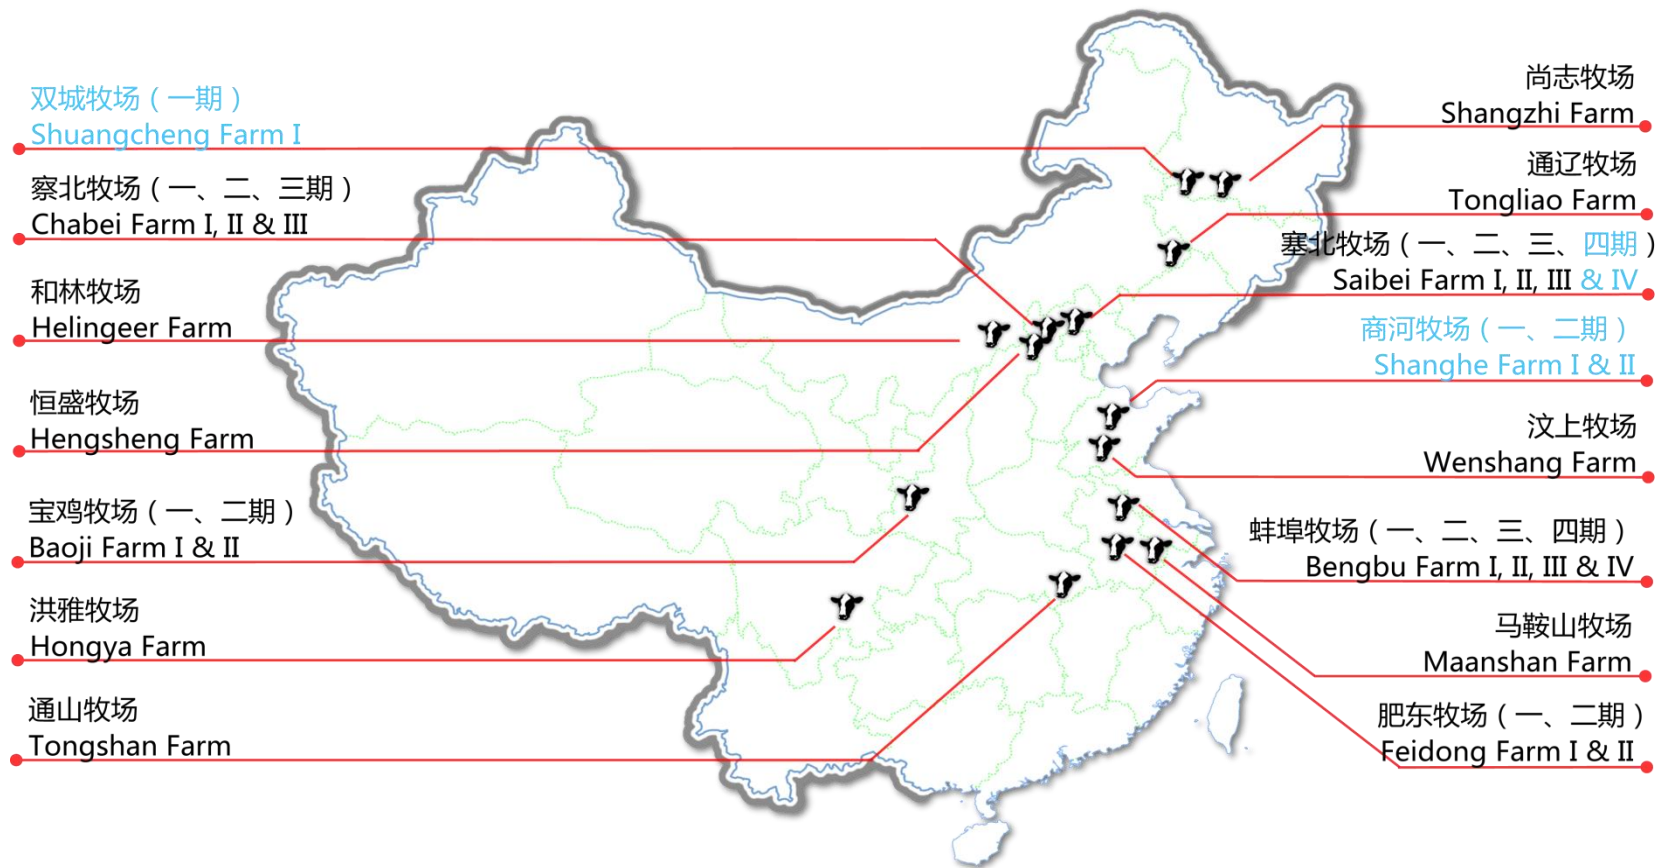 双城牧场（一期）
Shuangcheng Farm I
察北牧场（一、二、三期）
Chabei Farm I, II & III
和林牧场
Helingeer Farm
恒盛牧场
Hengsheng Farm
宝鸡牧场（一、二期）
Baoji Farm I & II
洪雅牧场
Hongya Farm
通山牧场
Tongshan Farm
尚志牧场
Shangzhi Farm
通辽牧场
Tongliao Farm
塞北牧场（一、二、三、四期）
Saibei Farm I, II, III & IV
商河牧场（一、二期）
Shanghe Farm I & II
汶上牧场
Wenshang Farm
蚌埠牧场（一、二、三、四期）
Bengbu Farm I, II, III & IV
马鞍山牧场
Maanshan Farm
肥东牧场（一、二期）
Feidong Farm I & II